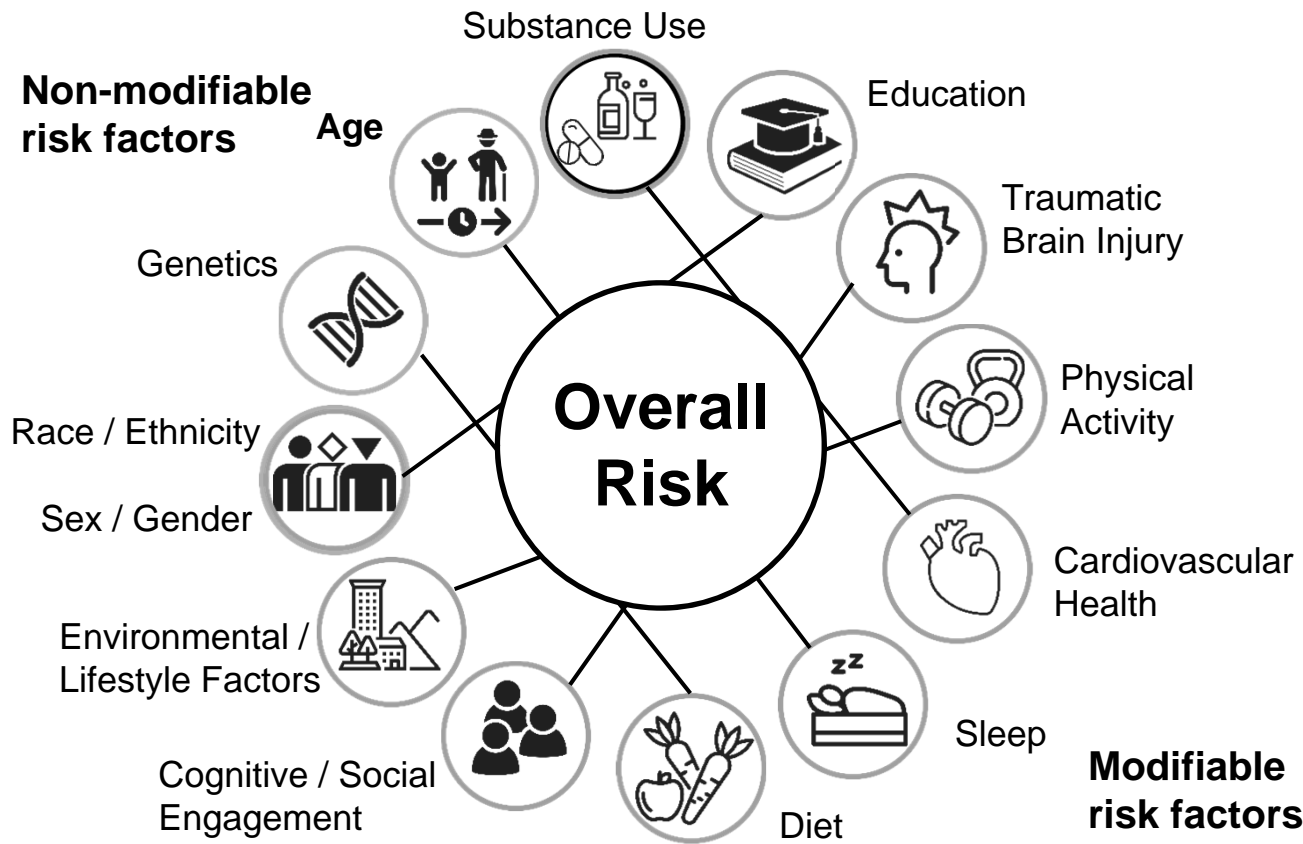 Substance Use
Non-modifiable
risk factors
Age
Education
Traumatic
Brain Injury
Genetics
Physical
Activity
Overall
Risk
Race / Ethnicity
Sex / Gender
Cardiovascular
Health
Environmental /
Lifestyle Factors
zz
Sleep
Cognitive / Social
Engagement
Diet
Modifiable
risk factors